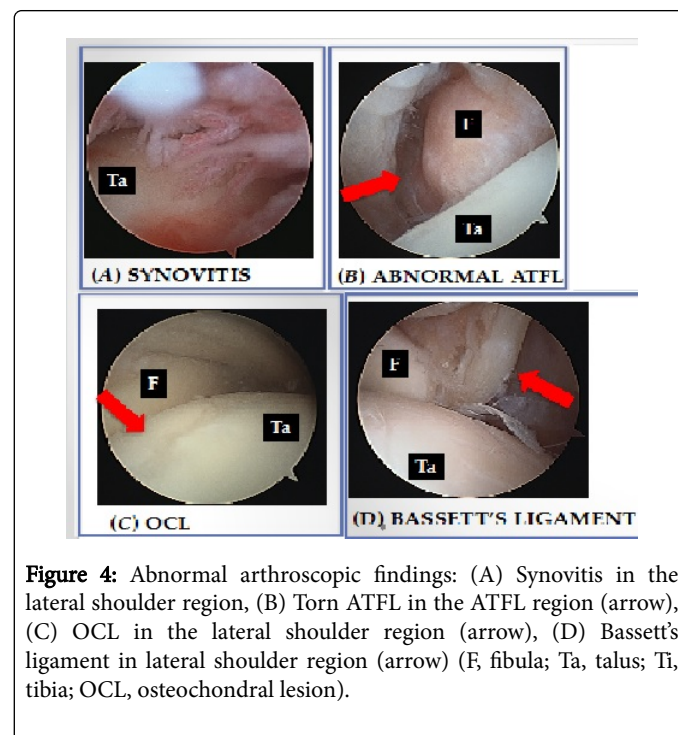 Ta
(A) SYNOVITIS
F
Ta
(B) ABNORMAL ATFL
F
Ta
(C) OCL
F
Ta
(D) BASSETT'S LIGAMENT
Figure 4: Abnormal arthroscopic findings: (A) Synovitis in the
lateral shoulder region, (B) Torn ATFL in the ATFL region (arrow),
(C) OCL in the lateral shoulder region (arrow), (D) Bassett's
ligament in lateral shoulder region (arrow) (F, fibula; Ta, talus; Ti,
tibia; OCL, osteochondral lesion).